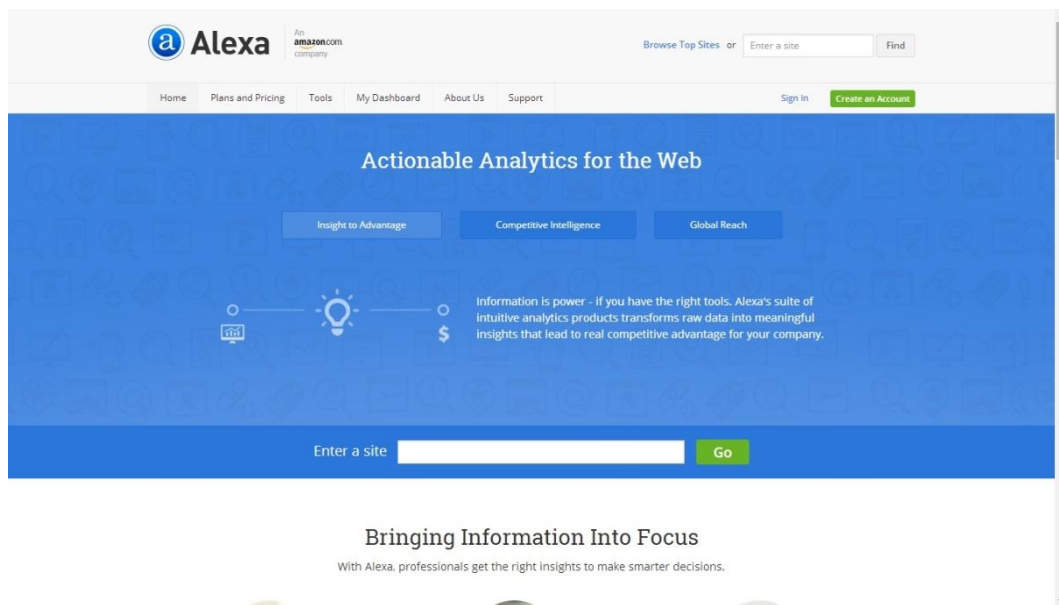 a Alexa
An
amazon.com
company
Browse Top Sites or Enter a site Find
Home Plans and Pricing Tools My Dashboard About Us Support Sign In Create an Account
Actionable Analytics for the Web
Insight to Advantage Competitive Intelligence Global Reach
Information is power - if you have the right tools. Alexa's suite of
intuitive analytics products transforms raw data into meaningful
insights that lead to real competitive advantage for your company.
$
Enter a site Go
Bringing Information Into Focus
With Alexa, professionals get the right insights to make smarter decisions.